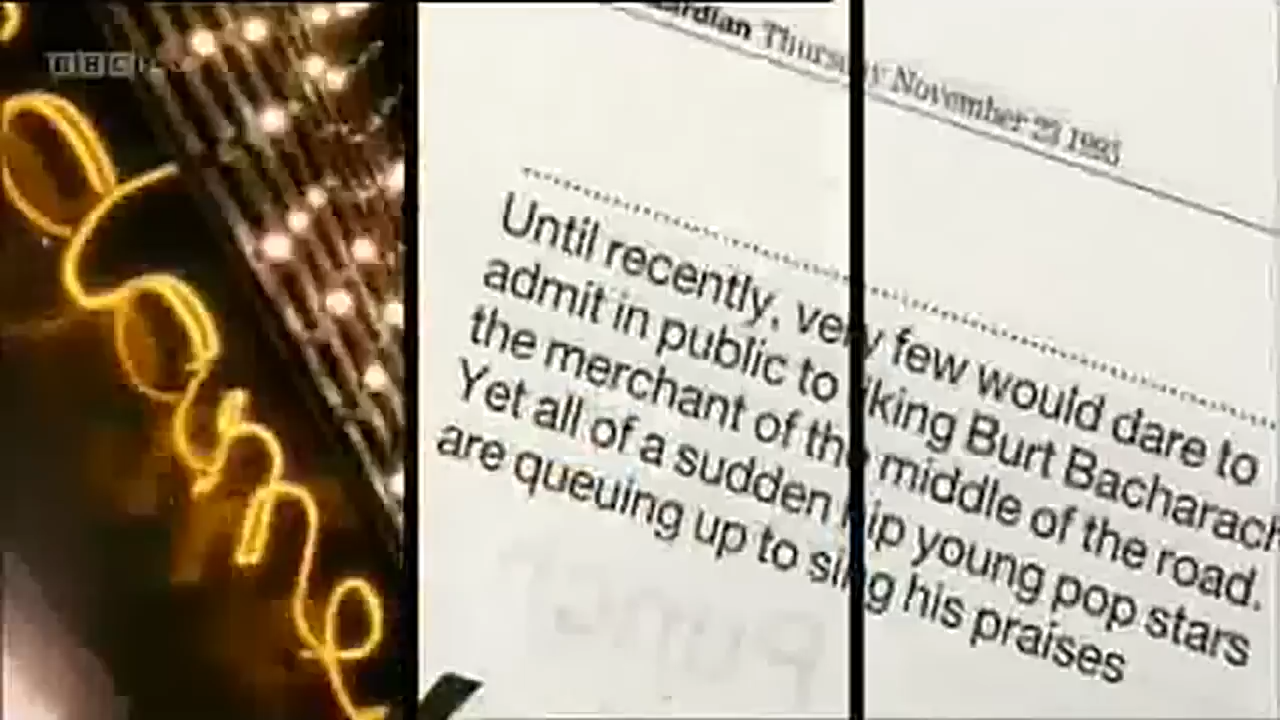 BBC
Guardian Thursday November 23 1995
Until recently, very few would dare to
admit in public to liking Burt Bacharach
the merchant of the middle of the road.
Yet all of a sudden hip young pop stars
are queuing up to sing his praises